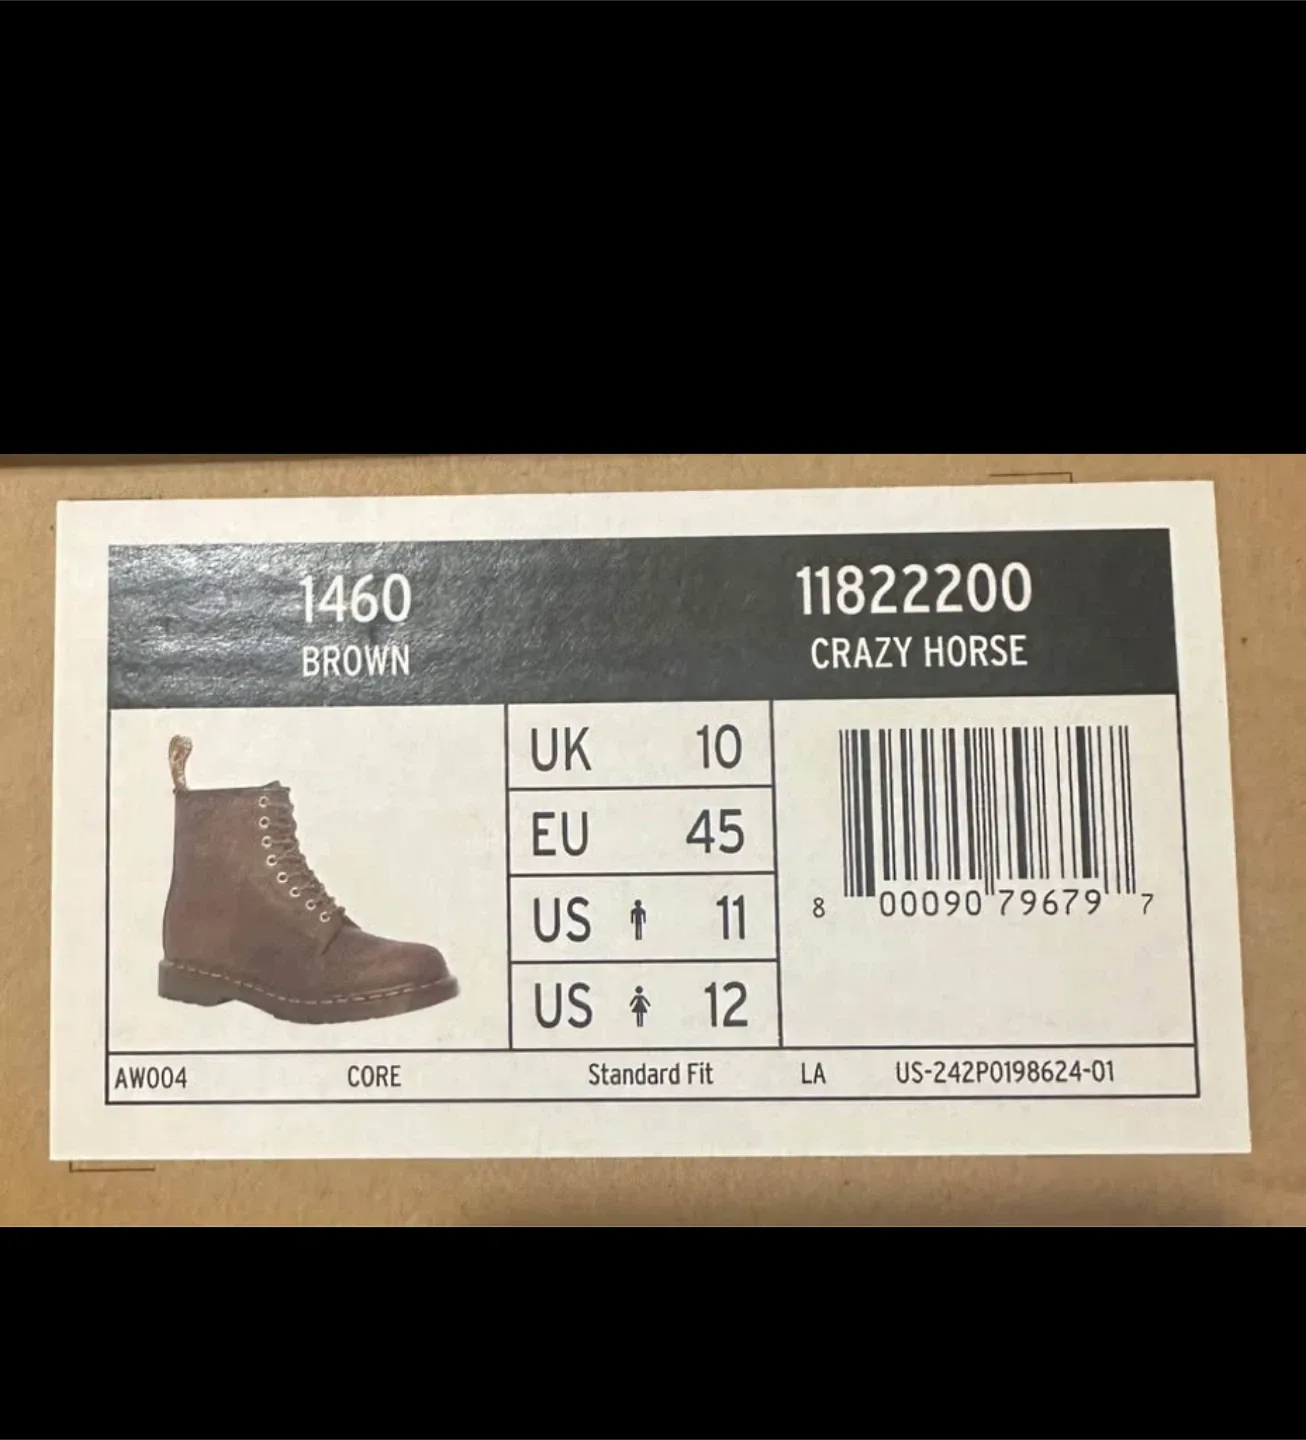 1460
BROWN
11822200
CRAZY HORSE
UK 10
EU 45
US 11
US 12
8 00090 79679 7
AW004 CORE Standard Fit LA US-242P0198624-01